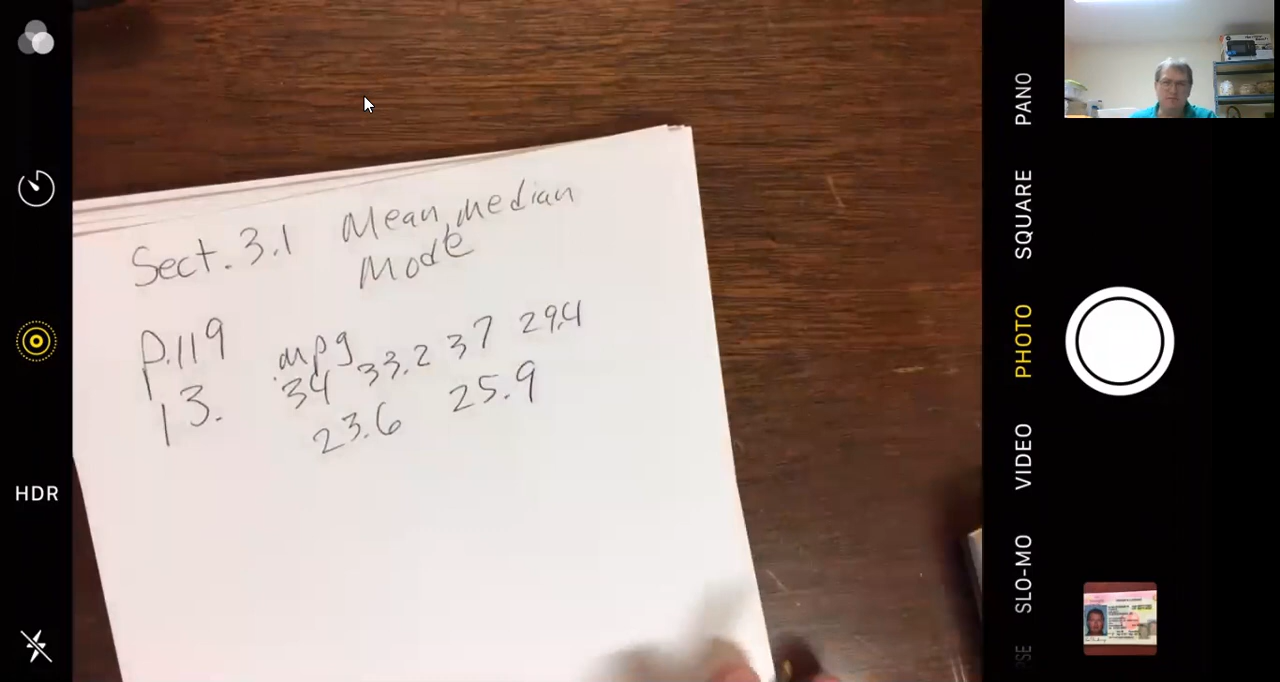 Sect. 3.1 Mean, median
Mode
P.119 mpg
13. 34 33.2 37 29.4
23.6 25.9
HDR
PANO
SQUARE
PHOTO
VIDEO
SLO-MO
PSE